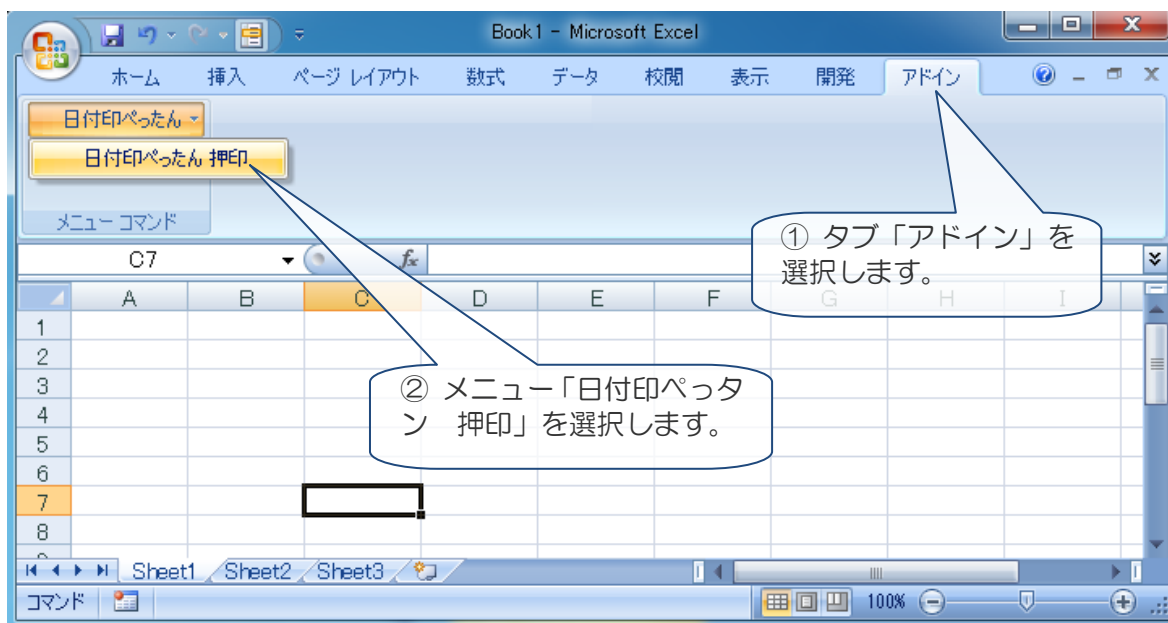 Book1 - Microsoft Excel
ホーム 挿入 ページ レイアウト 数式 データ 校閲 表示 開発 アドイン
日付印ぺったん
日付印ぺったん 押印
メニュー コマンド
① タブ「アドイン」を
選択します。
C7 fx
A B C D E F G H I
1
2
3
② メニュー「日付印ぺっタ
ン 押印」を選択します。
4
5
6
7
8
Sheet1 Sheet2 Sheet3
コマンド 100%